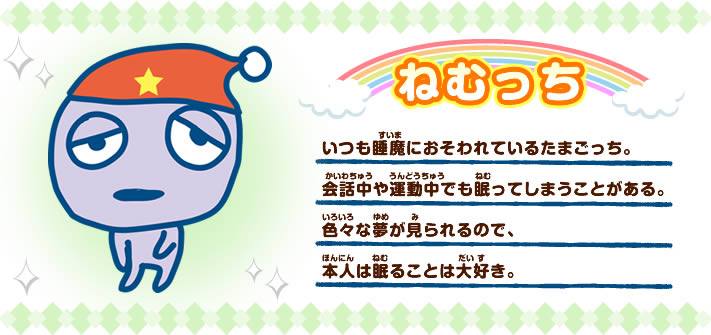 ねむっち
いつも睡魔におそわれているたまごっち。
会話中や運動中でも眠ってしまうことがある。
色々な夢が見られるので、
本人は眠ることは大好き。